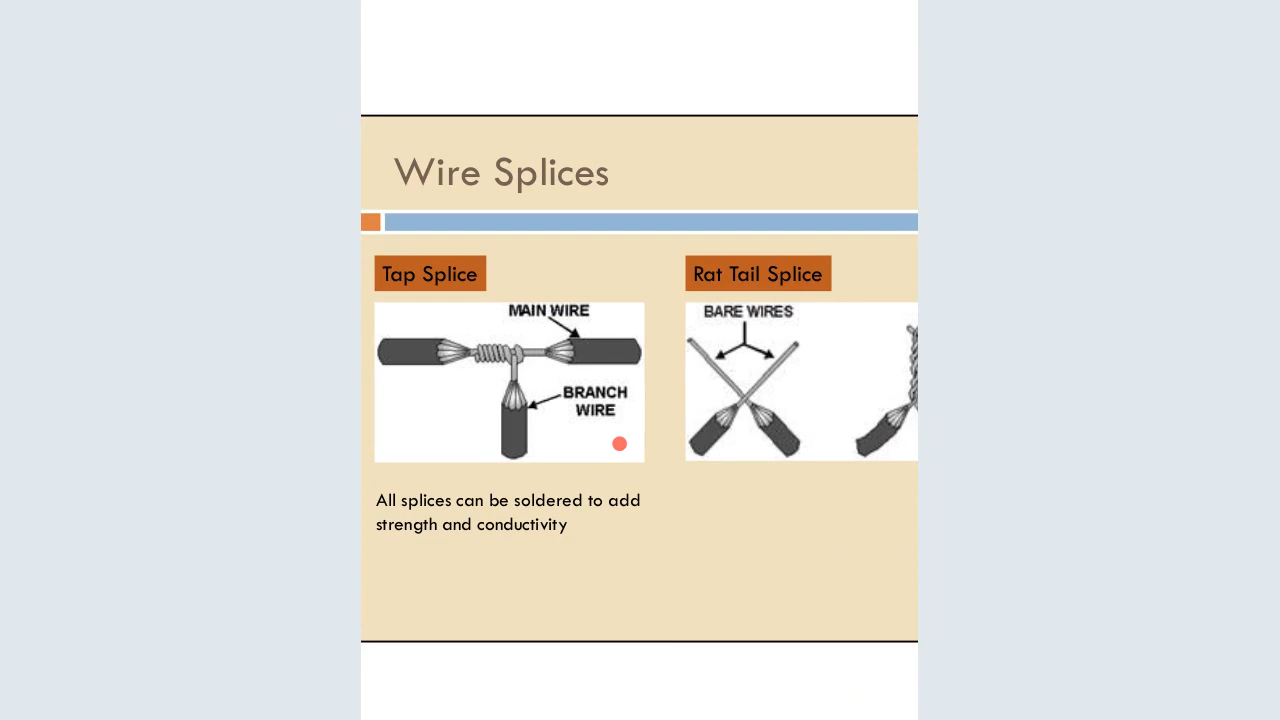 Wire Splices
Tap Splice
MAIN WIRE
BRANCH
WIRE
All splices can be soldered to add
strength and conductivity
Rat Tail Splice
BARE WIRES